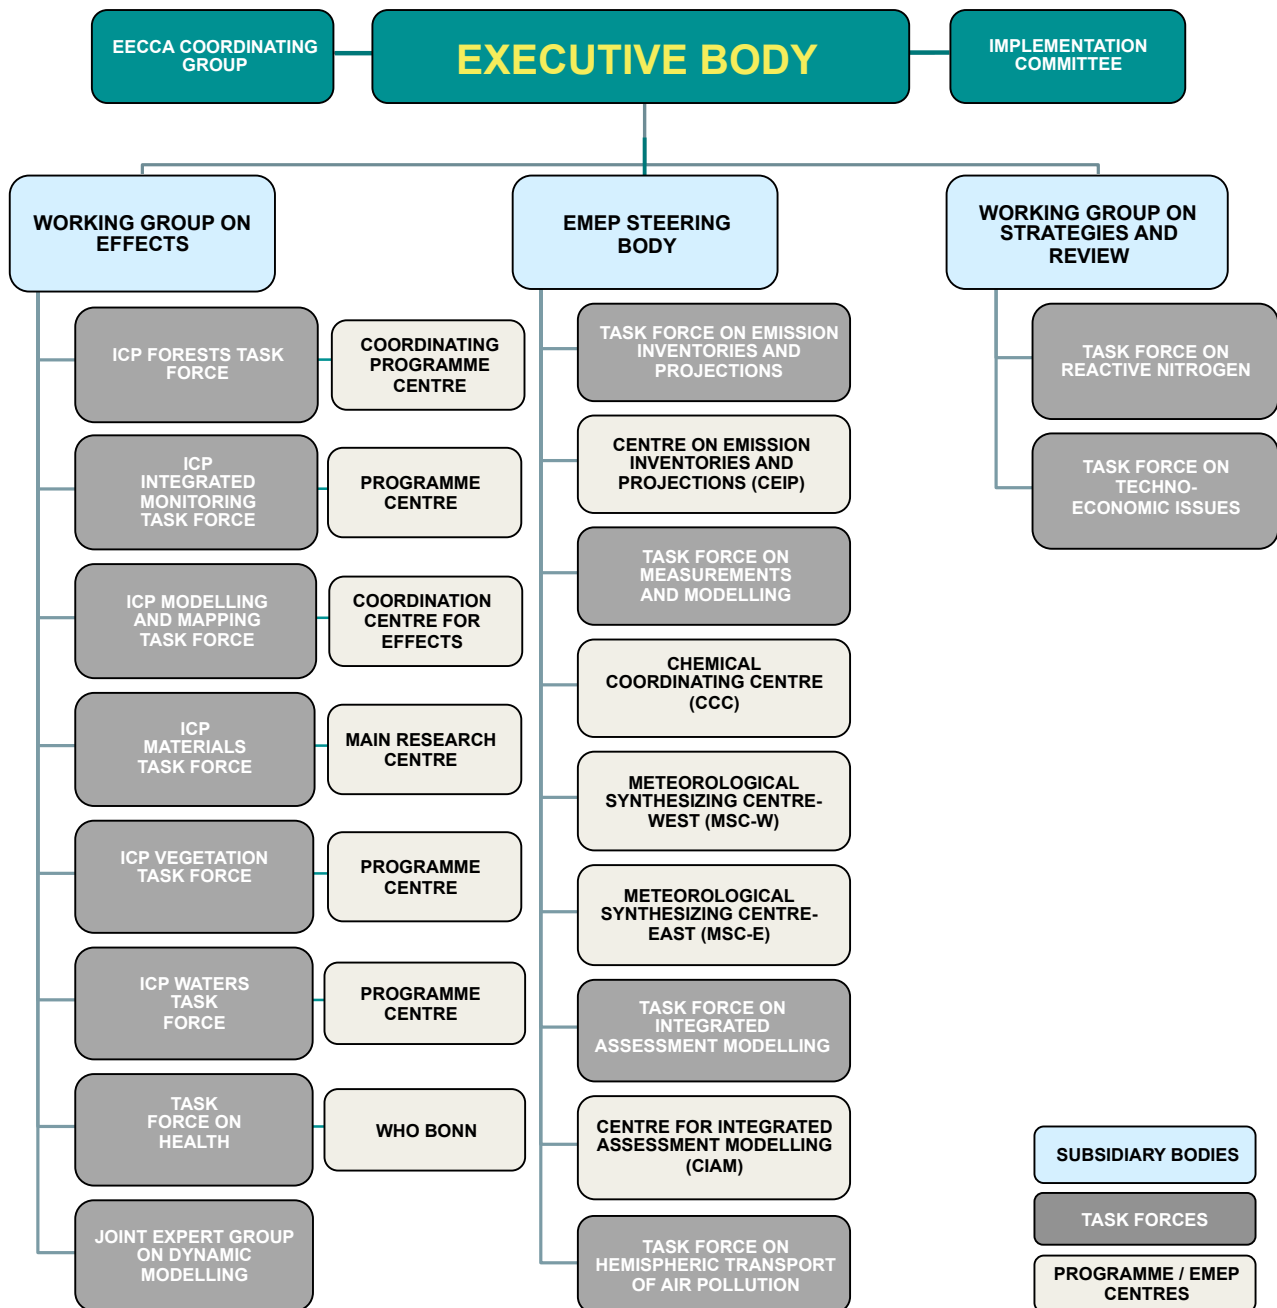 EECCA COORDINATING
GROUP
EXECUTIVE BODY
IMPLEMENTATION
COMMITTEE
WORKING GROUP ON
EFFECTS
EMEP STEERING
BODY
WORKING GROUP ON
STRATEGIES AND
REVIEW
ICP FORESTS TASK
FORCE
COORDINATING
PROGRAMME
CENTRE
ICP
INTEGRATED
MONITORING
TASK FORCE
PROGRAMME
CENTRE
ICP MODELLING
AND MAPPING
TASK FORCE
COORDINATION
CENTRE FOR
EFFECTS
ICP
MATERIALS
TASK FORCE
MAIN RESEARCH
CENTRE
ICP VEGETATION
TASK FORCE
PROGRAMME
CENTRE
ICP WATERS
TASK
FORCE
PROGRAMME
CENTRE
TASK
FORCE ON
HEALTH
WHO BONN
JOINT EXPERT GROUP
ON DYNAMIC
MODELLING
TASK FORCE ON EMISSION
INVENTORIES AND
PROJECTIONS
CENTRE ON EMISSION
INVENTORIES AND
PROJECTIONS (CEIP)
TASK FORCE ON
MEASUREMENTS
AND MODELLING
CHEMICAL
COORDINATING CENTRE
(CCC)
METEOROLOGICAL
SYNTHESIZING CENTRE-
WEST (MSC-W)
METEOROLOGICAL
SYNTHESIZING CENTRE-
EAST (MSC-E)
TASK FORCE ON
INTEGRATED
ASSESSMENT MODELLING
CENTRE FOR INTEGRATED
ASSESSMENT MODELLING
(CIAM)
TASK FORCE ON
HEMISPHERIC TRANSPORT
OF AIR POLLUTION
TASK FORCE ON
REACTIVE NITROGEN
TASK FORCE ON
TECHNO-
ECONOMIC ISSUES
SUBSIDIARY BODIES
TASK FORCES
PROGRAMME / EMEP
CENTRES